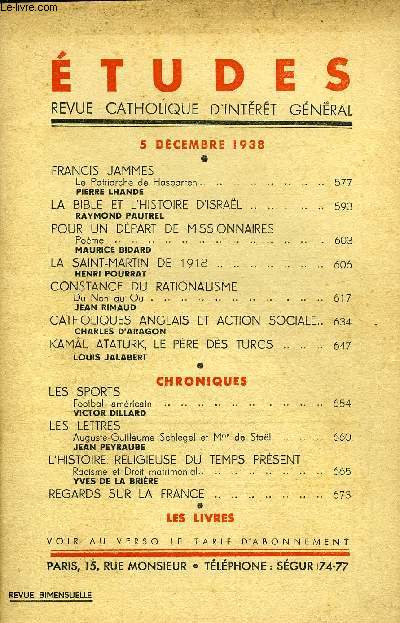 Le-livre.com
ÉTUDES
REVUE CATHOLIQUE D'INTÉRÊT GÉNÉRAL
5 DÉCEMBRE 1938
FRANCIS JAMMES
Le Patriarche de Hasparren .. .. .. .. .. .. .. 577
PIERRE LHANDE
LA BIBLE ET L'HISTOIRE D'ISRAËL .. .. .. .. .. 593
RAYMOND PAUTREL
POUR UN DÉPART DE MISSIONNAIRES
Poème .. .. .. .. .. .. .. .. .. .. .. 603
MAURICE BIDARD
LA SAINT-MARTIN DE 1918 .. .. .. .. .. .. .. 606
HENRI POURRAT
CONSTANCE DU RATIONALISME
Du Non au Oui .. .. .. .. .. .. .. .. .. .. 617
JEAN RIMAUD
CATHOLIQUES ANGLAIS ET ACTION SOCIALE.. 634
CHARLES D'ARAGON
KAMÂL ATATURK, LE PÈRE DES TURCS .. .. .. 647
LOUIS JALABERT
CHRONIQUES
LES SPORTS
Football américain .. .. .. .. .. .. .. .. .. 654
VICTOR DILLARD
LES LETTRES
Auguste-Guillaume Schlegel et Mme de Staël .. .. .. 660
JEAN PEYRAUBE
L'HISTOIRE RELIGIEUSE DU TEMPS PRÉSENT
Racisme et Droit matrimonial.. .. .. .. .. .. .. 665
YVES DE LA BRIÈRE
REGARDS SUR LA FRANCE .. .. .. .. .. .. .. 673
LES LIVRES
VOIR AU VERSO LE TARIF D'ABONNEMENT
PARIS, 15, RUE MONSIEUR • TÉLÉPHONE : SÉGUR 174-77
REVUE BIMENSUELLE